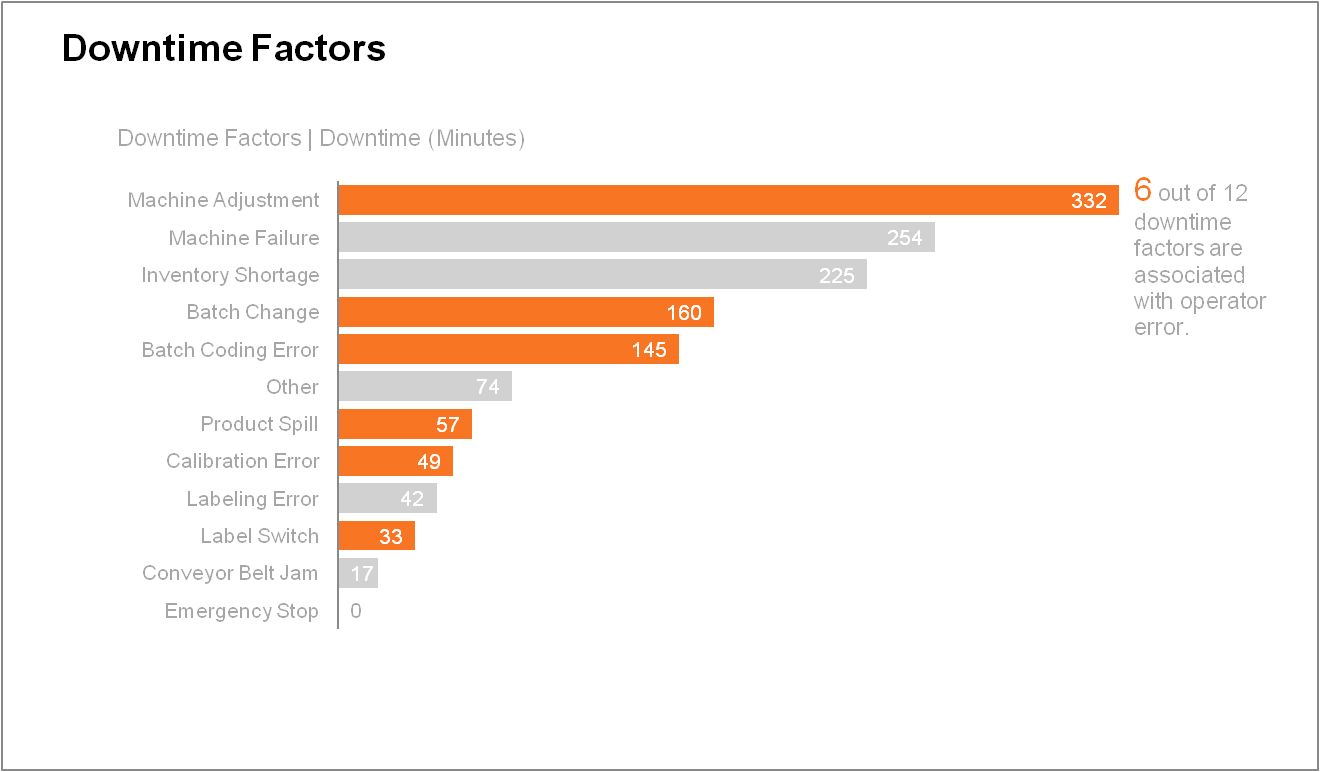 Downtime Factors
Downtime Factors | Downtime (Minutes)
Machine Adjustment 332
Machine Failure 254
Inventory Shortage 225
Batch Change 160
Batch Coding Error 145
Other 74
Product Spill 57
Calibration Error 49
Labeling Error 42
Label Switch 33
Conveyor Belt Jam 17
Emergency Stop 0
6 out of 12
downtime
factors are
associated
with operator
error.